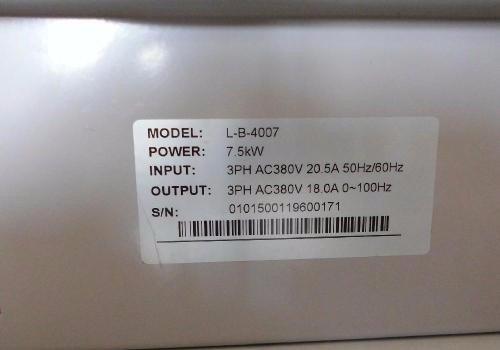 MODEL: L-B-4007
POWER: 7.5kW
INPUT: 3PH AC380V 20.5A 50Hz/60Hz
OUTPUT: 3PH AC380V 18.0A 0~100Hz
S/N: 0101500119600171